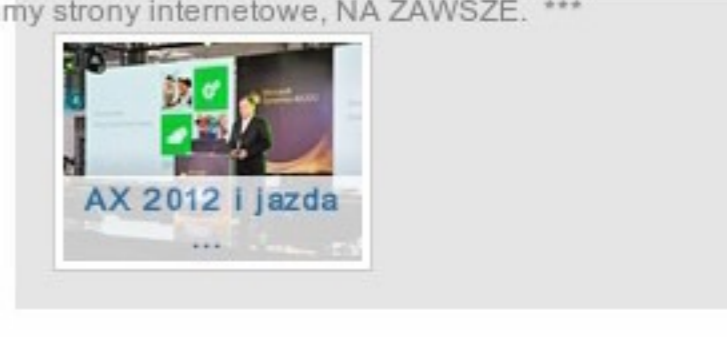 my strony internetowe, NA ZAWSZE. ***
AX 2012 i jazda
...